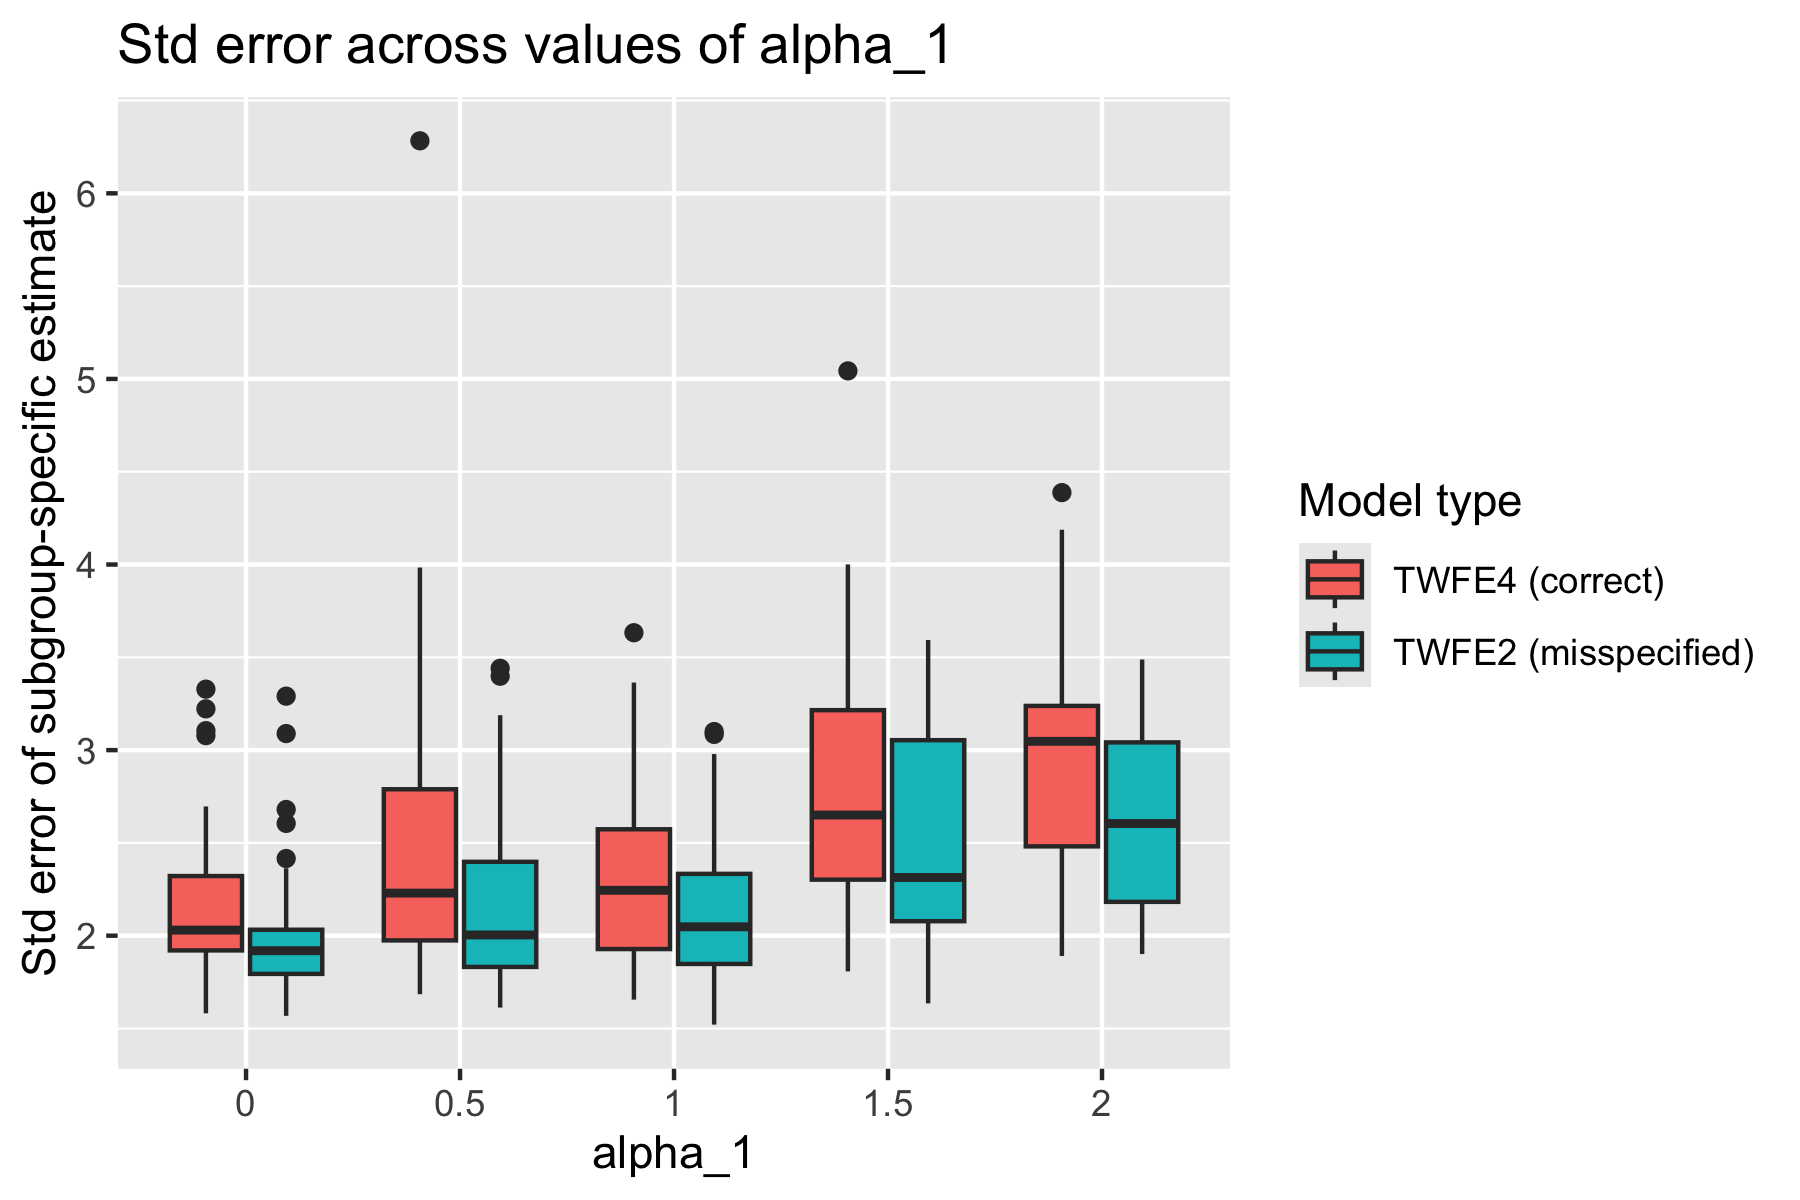 Std error across values of alpha_1
Std error of subgroup-specific estimate
6
5
4
3
2
0
0.5
1
1.5
2
alpha_1
Model type
TWFE4 (correct)
TWFE2 (misspecified)